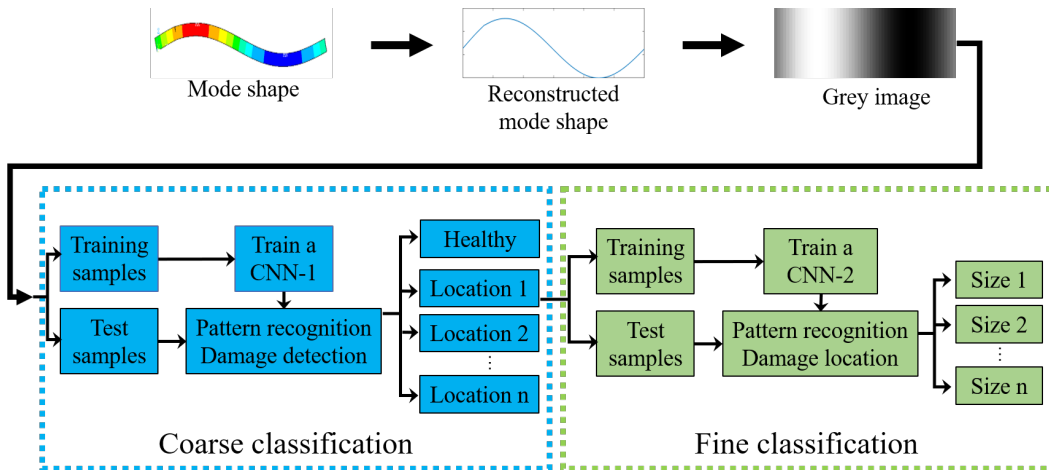 Mode shape
Reconstructed
mode shape
Grey image
Training
samples
Train a
CNN-1
Test
samples
Pattern recognition
Damage detection
Healthy
Location 1
Location 2
...
Location n
Coarse classification
Training
samples
Train a
CNN-2
Test
samples
Pattern recognition
Damage location
Size 1
Size 2
...
Size n
Fine classification